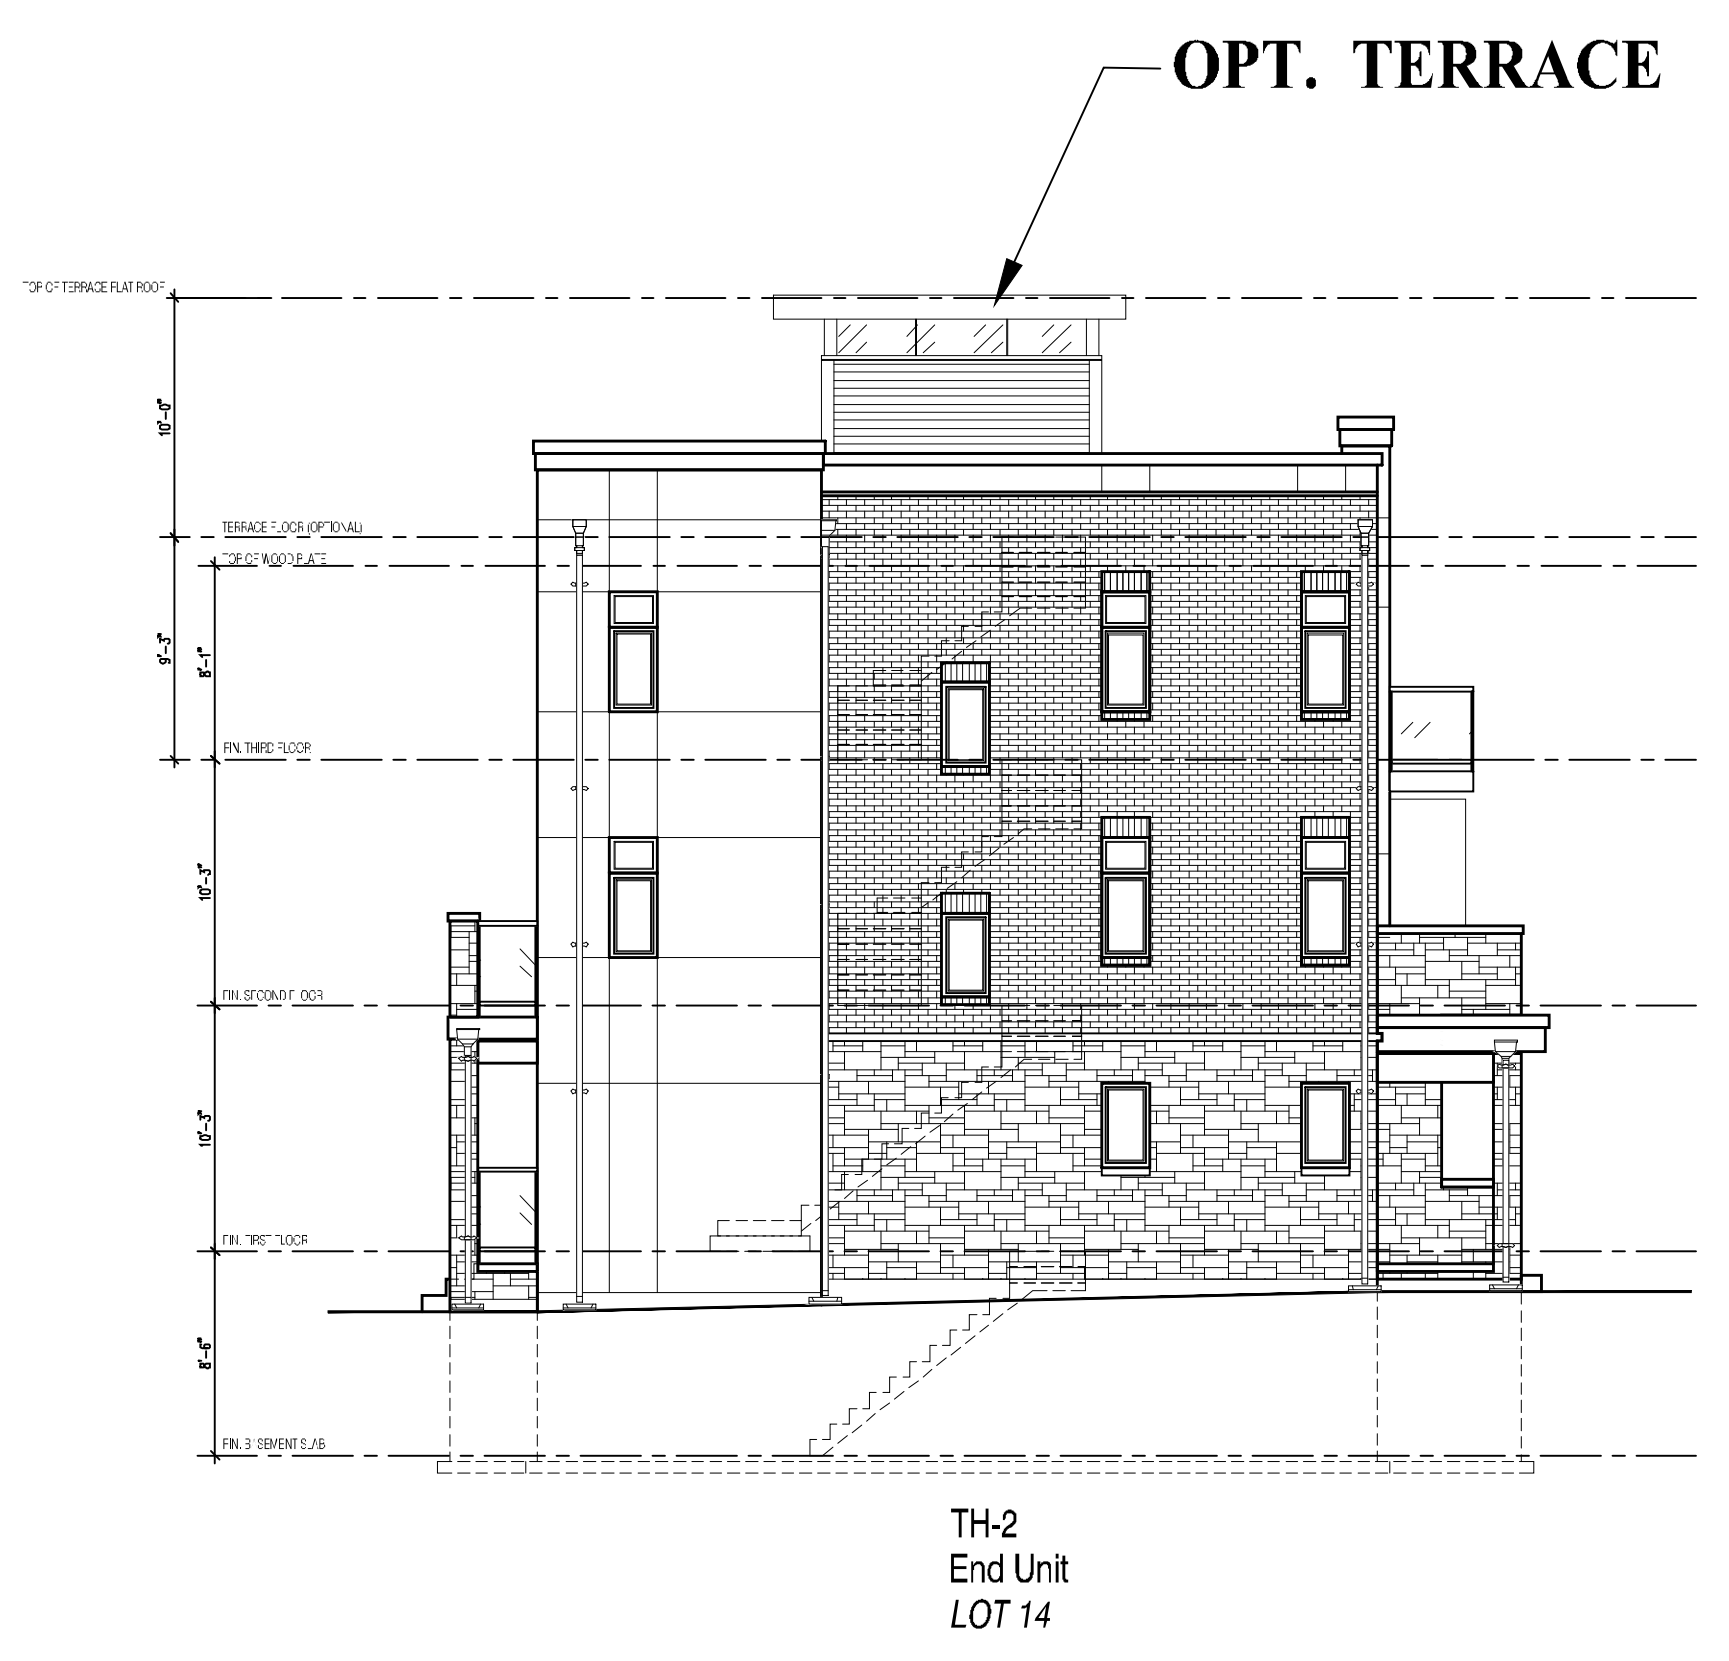 OPT. TERRACE
TOP OF TERRACE FLAT ROOF
10'-0"
TERRACE FLOOR (OPTIONAL)
TOP OF WOOD PLATE
9'-3"
8'-1"
FIN. THIRD FLOOR
10'-3"
FIN. SECOND FLOOR
10'-3"
FIN. FIRST FLOOR
8'-6"
FIN. BASEMENT SLAB
TH-2
End Unit
LOT 14